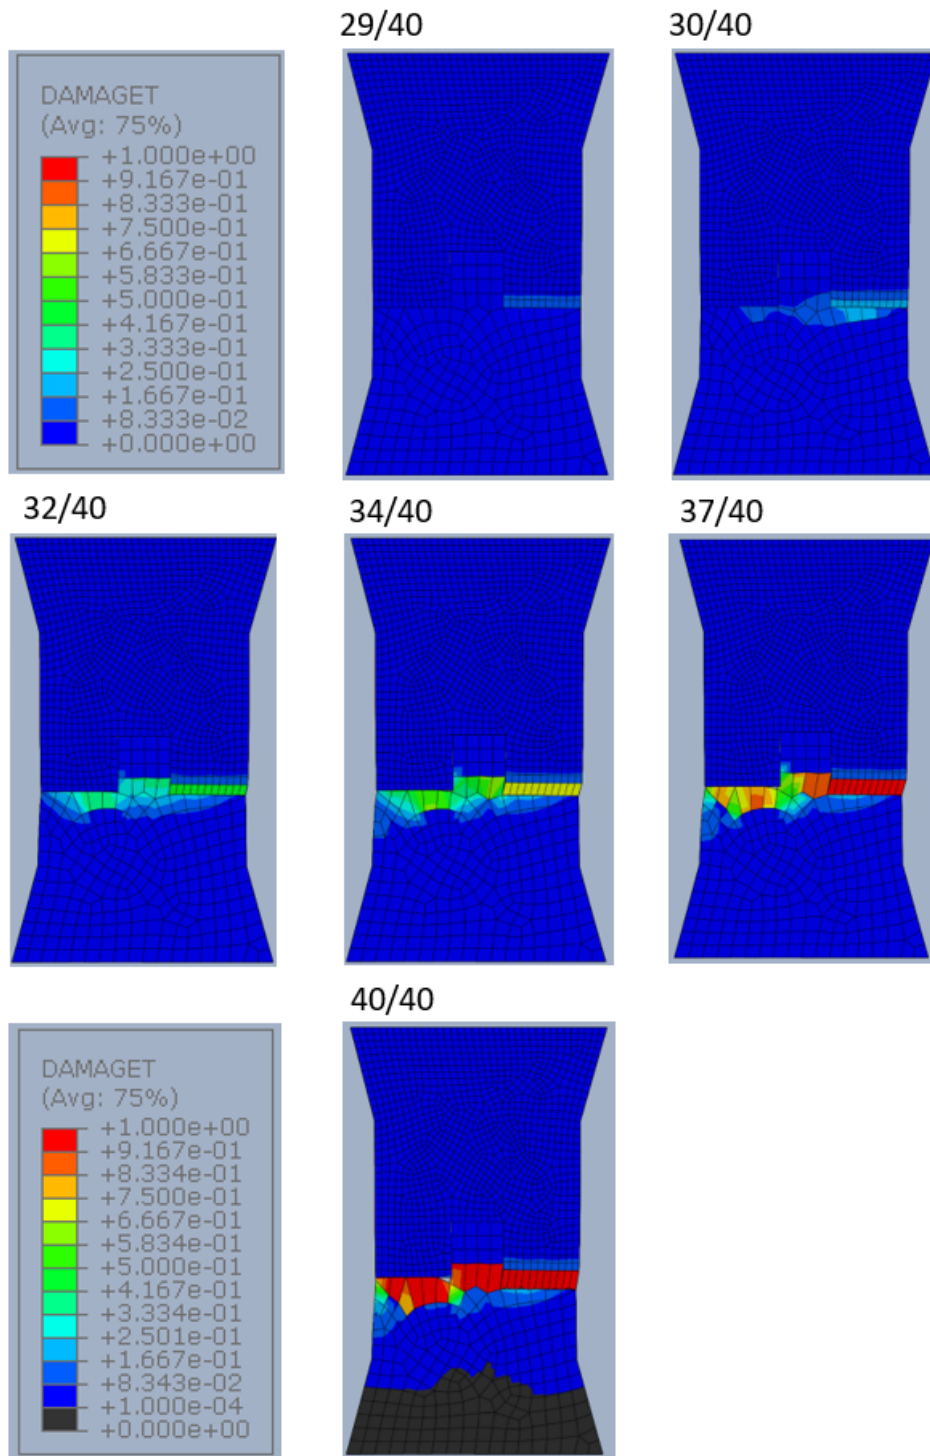 29/40
30/40
DAMAGET
(Avg: 75%)
+1.000e+00
+9.167e-01
+8.333e-01
+7.500e-01
+6.667e-01
+5.833e-01
+5.000e-01
+4.167e-01
+3.333e-01
+2.500e-01
+1.667e-01
+8.333e-02
+0.000e+00
32/40
34/40
37/40
40/40
DAMAGET
(Avg: 75%)
+1.000e+00
+9.167e-01
+8.334e-01
+7.500e-01
+6.667e-01
+5.834e-01
+5.000e-01
+4.167e-01
+3.334e-01
+2.501e-01
+1.667e-01
+8.343e-02
+1.000e-04
+0.000e+00